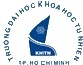 TRƯỜNG ĐẠI HỌC KHOA HỌC TỰ NHIÊN
KHTN
TP. HỒ CHÍ MINH